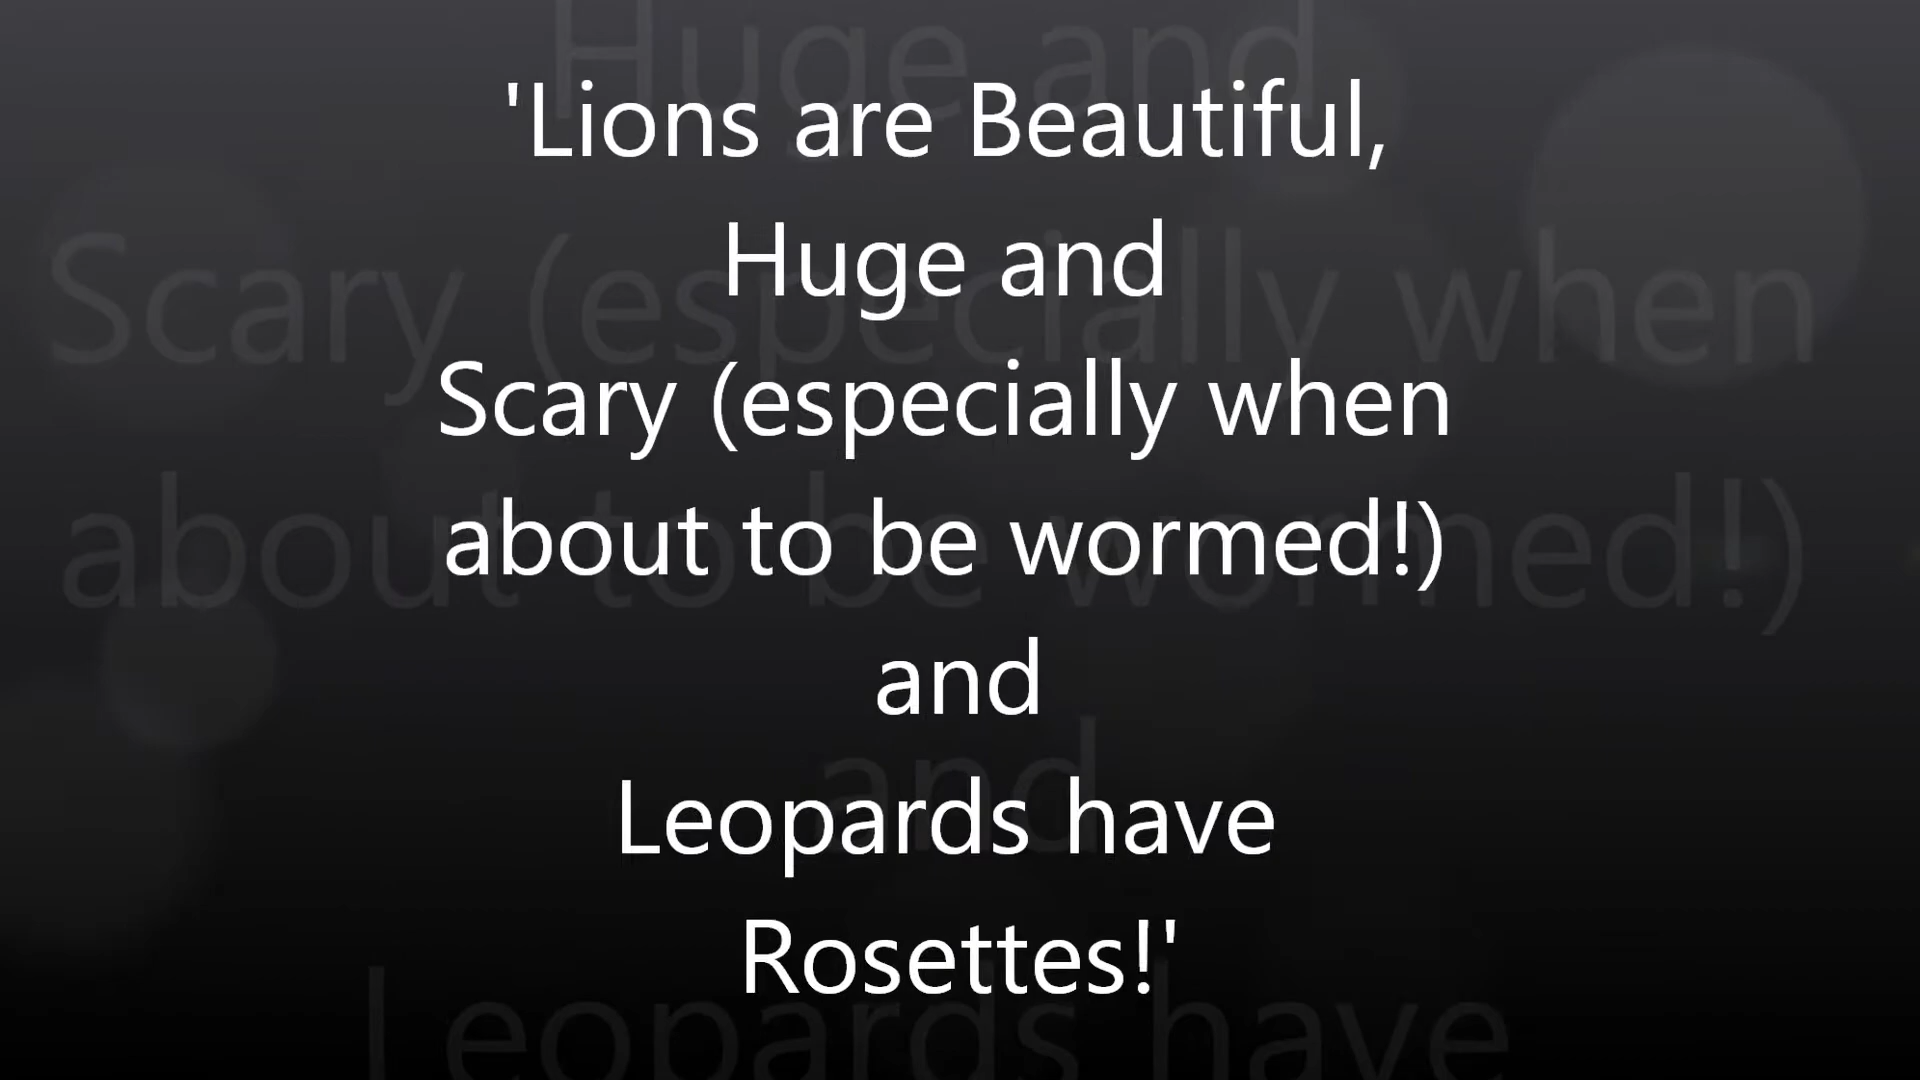 'Lions are Beautiful,
Huge and
Scary (especially when
about to be wormed!)
and
Leopards have
Rosettes!'